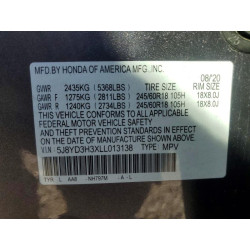 MFD.BY HONDA OF AMERICA MFG.,INC. 08/20
GVWR 2435KG (5368LBS) TIRE SIZE RIM SIZE
GAWR F 1275KG (2811LBS) 245/60R18 105H 18X8.0J
GAWR R 1240KG (2734LBS) 245/60R18 105H 18X8.0J
THIS VEHICLE CONFORMS TO ALL APPLICABLE FEDERAL MOTOR VEHICLE
SAFETY AND THEFT PREVENTION STANDARDS IN EFFECT ON
THE DATE OF MANUFACTURE SHOWN ABOVE.
V.I.N: 5J8YD3H3XLL013138 MPV
NH797M A -L